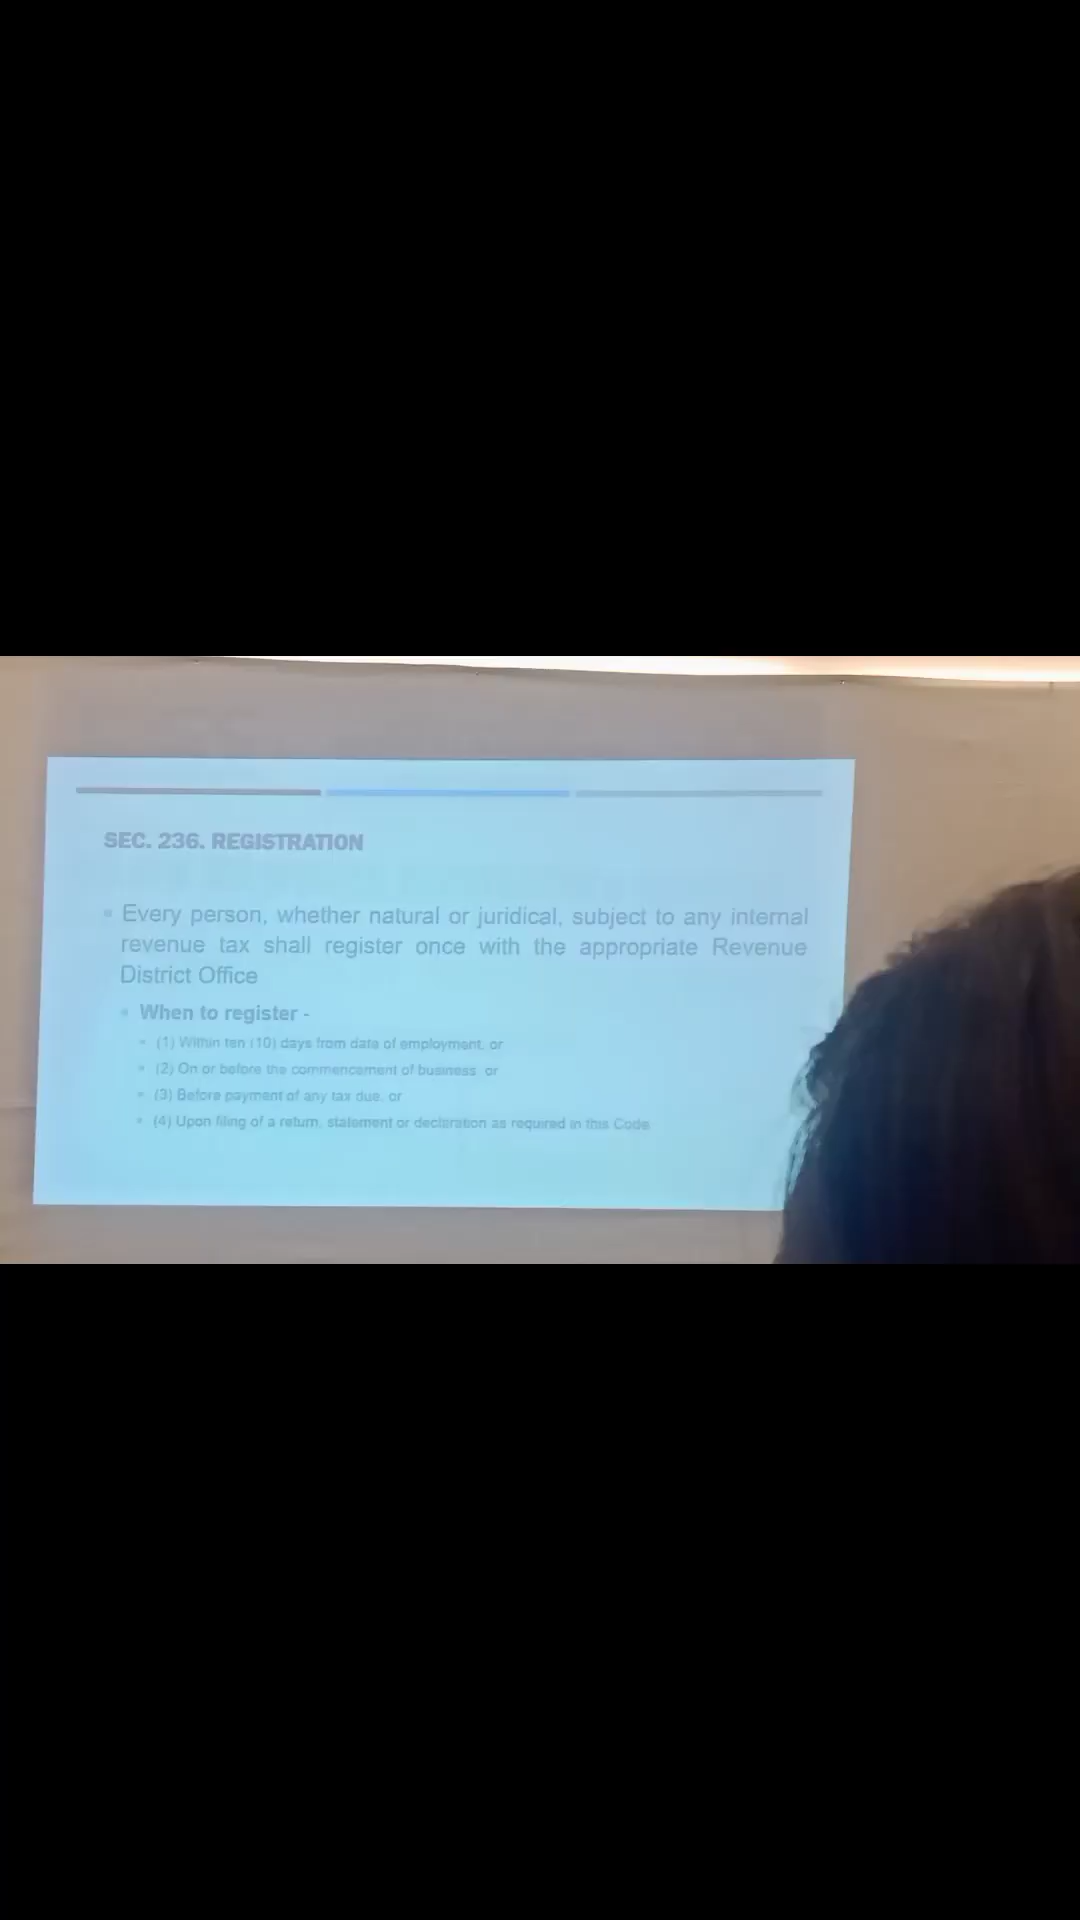 SEC. 236. REGISTRATION
Every person, whether natural or juridical, subject to any internal
revenue tax shall register once with the appropriate Revenue
District Office
When to register -
(1) Within ten (10) days from date of employment, or
(2) On or before the commencement of business, or
(3) Before payment of any tax due, or
(4) Upon filing of a return, statement or declaration as required in this Code